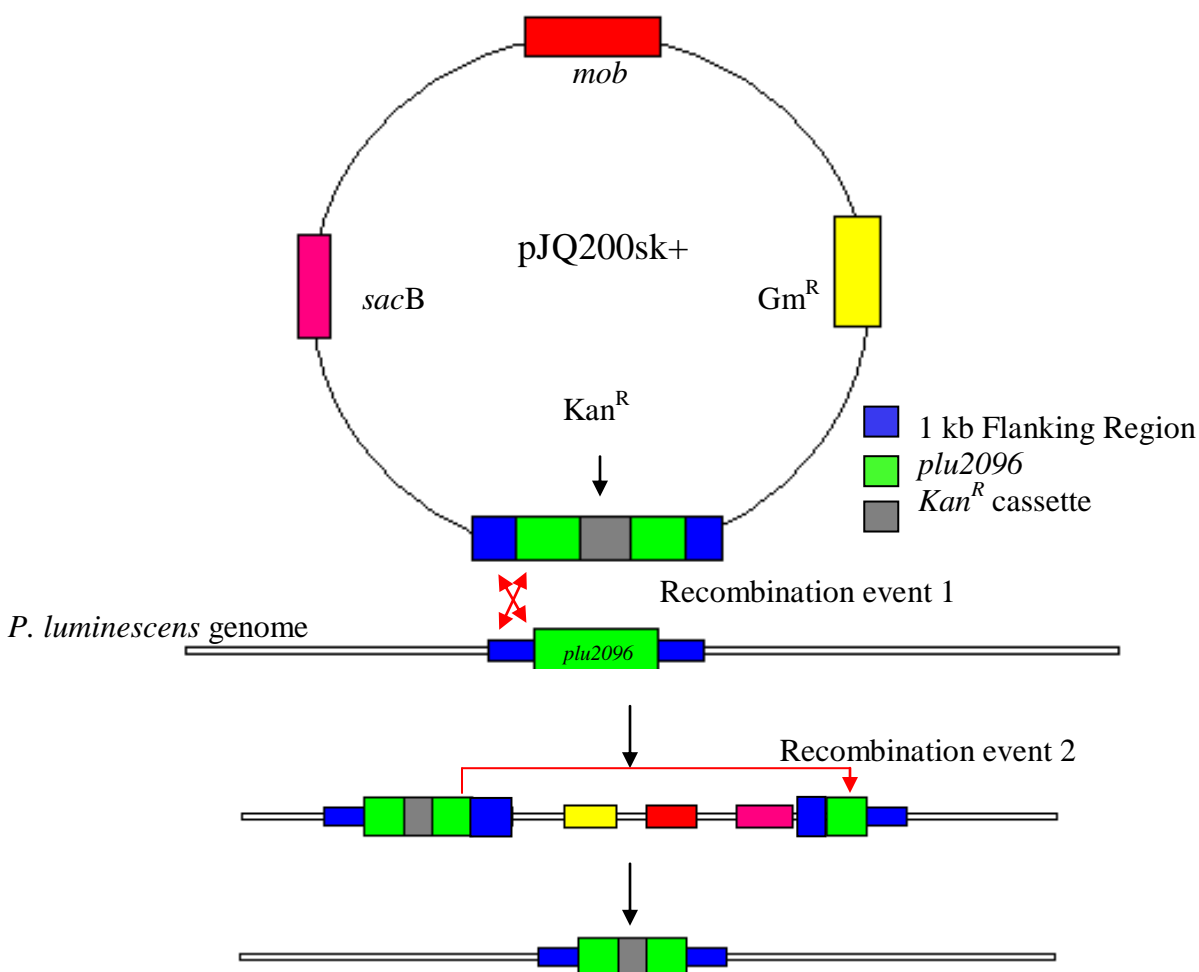 mob
pJQ200sk+
sacB
Gm^R
Kan^R
1 kb Flanking Region
plu2096
Kan^R cassette
Recombination event 1
P. luminescens genome
plu2096
Recombination event 2